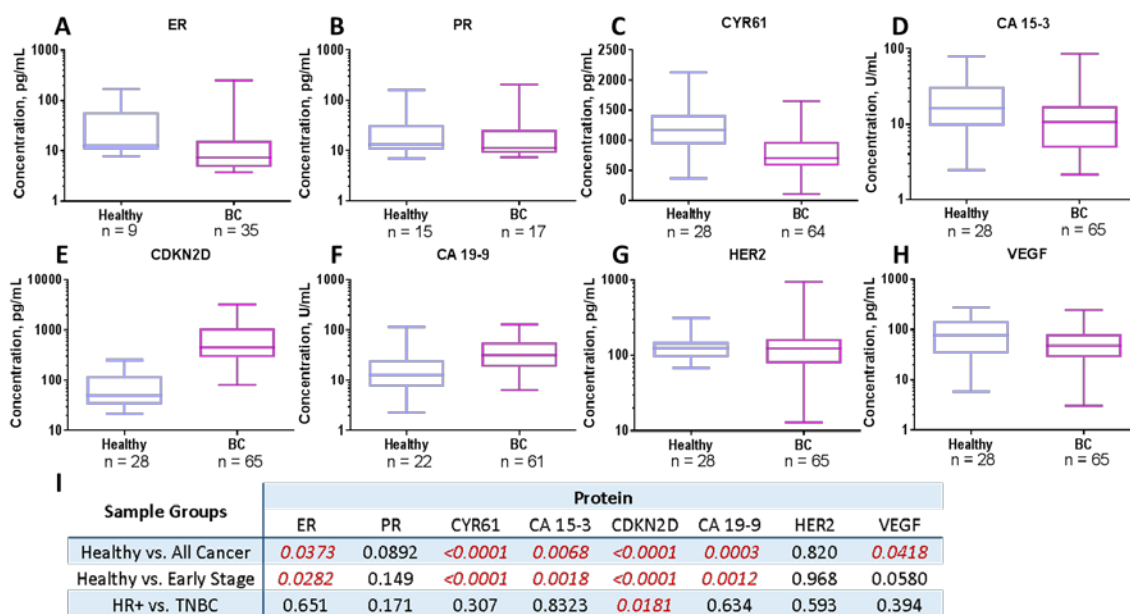 A ER
Concentration, pg/mL
1000
100
10
1
Healthy BC
n = 9 n = 35
B PR
Concentration, pg/mL
1000
100
10
1
Healthy BC
n = 15 n = 17
C CYR61
Concentration, pg/mL
2500
2000
1500
1000
500
0
Healthy BC
n = 28 n = 64
D CA 15-3
Concentration, U/mL
100
10
1
Healthy BC
n = 28 n = 65
E CDKN2D
Concentration, pg/mL
10000
1000
100
10
Healthy BC
n = 28 n = 65
F CA 19-9
Concentration, U/mL
1000
100
10
1
Healthy BC
n = 22 n = 61
G HER2
Concentration, pg/mL
1000
100
10
Healthy BC
n = 28 n = 65
H VEGF
Concentration, pg/mL
1000
100
10
1
Healthy BC
n = 28 n = 65
I
Sample Groups Protein
ER PR CYR61 CA 15-3 CDKN2D CA 19-9 HER2 VEGF
Healthy vs. All Cancer 0.0373 0.0892 <0.0001 0.0068 <0.0001 0.0003 0.820 0.0418
Healthy vs. Early Stage 0.0282 0.149 <0.0001 0.0018 <0.0001 0.0012 0.968 0.0580
HR+ vs. TNBC 0.651 0.171 0.307 0.8323 0.0181 0.634 0.593 0.394